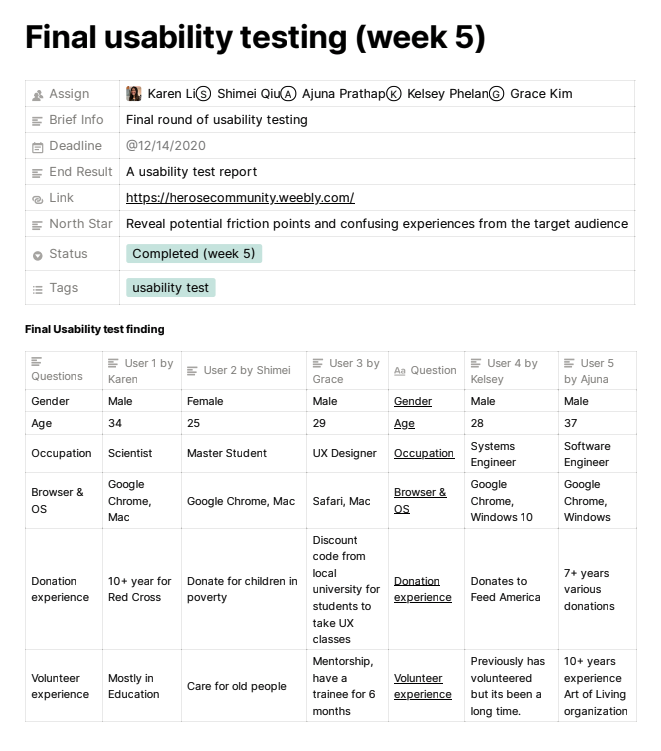 Final usability testing (week 5)
Assign Karen Li Ⓢ Shimei Qiu Ⓐ Ajuna Prathap Ⓚ Kelsey Phelan Ⓖ Grace Kim
Brief Info Final round of usability testing
Deadline @12/14/2020
End Result A usability test report
Link https://herosecommunity.weebly.com/
North Star Reveal potential friction points and confusing experiences from the target audience
Status Completed (week 5)
Tags usability test
Final Usability test finding
Questions
User 1 by
Karen
User 2 by Shimei
User 3 by
Grace
Aa Question
User 4 by
Kelsey
User 5
by Ajuna
Gender Male Female Male Gender Male Male
Age 34 25 29 Age 28 37
Occupation
Scientist
Master Student
UX Designer
Occupation
Systems
Engineer
Software
Engineer
Browser &
OS
Google
Chrome,
Mac
Google Chrome, Mac
Safari, Mac
Browser &
OS
Google
Chrome,
Windows 10
Google
Chrome,
Windows
Donation
experience
10+ year for
Red Cross
Donate for children in
poverty
Discount
code from
local
university for
students to
take UX
classes
Donation
experience
Donates to
Feed America
7+ years
various
donations
Volunteer
experience
Mostly in
Education
Care for old people
Mentorship,
have a
trainee for 6
months
Volunteer
experience
Previously has
volunteered
but its been a
long time.
10+ years
experience
Art of Living
organization